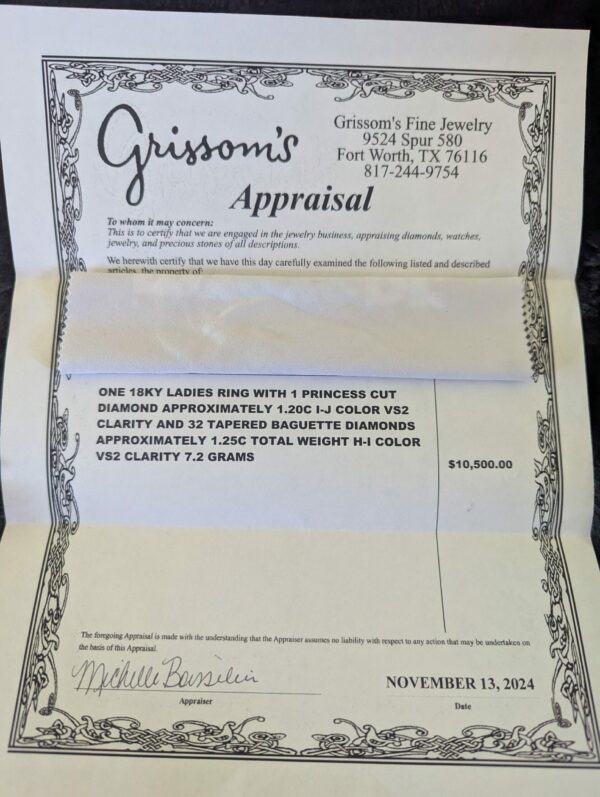 Grissom's
Grissom's Fine Jewelry
9524 Spur 580
Fort Worth, TX 76116
817-244-9754
Appraisal
To whom it may concern:
This is to certify that we are engaged in the jewelry business, appraising diamonds, watches,
jewelry, and precious stones of all descriptions.
We herewith certify that we have this day carefully examined the following listed and described
articles, the property of:
ONE 18KY LADIES RING WITH 1 PRINCESS CUT
DIAMOND APPROXIMATELY 1.20C I-J COLOR VS2
CLARITY AND 32 TAPERED BAGUETTE DIAMONDS
APPROXIMATELY 1.25C TOTAL WEIGHT H-I COLOR
VS2 CLARITY 7.2 GRAMS
$10,500.00
The foregoing Appraisal is made with the understanding that the Appraiser assumes no liability with respect to any action that may be undertaken on
the basis of this Appraisal.
Michelle
Appraiser
NOVEMBER 13, 2024
Date